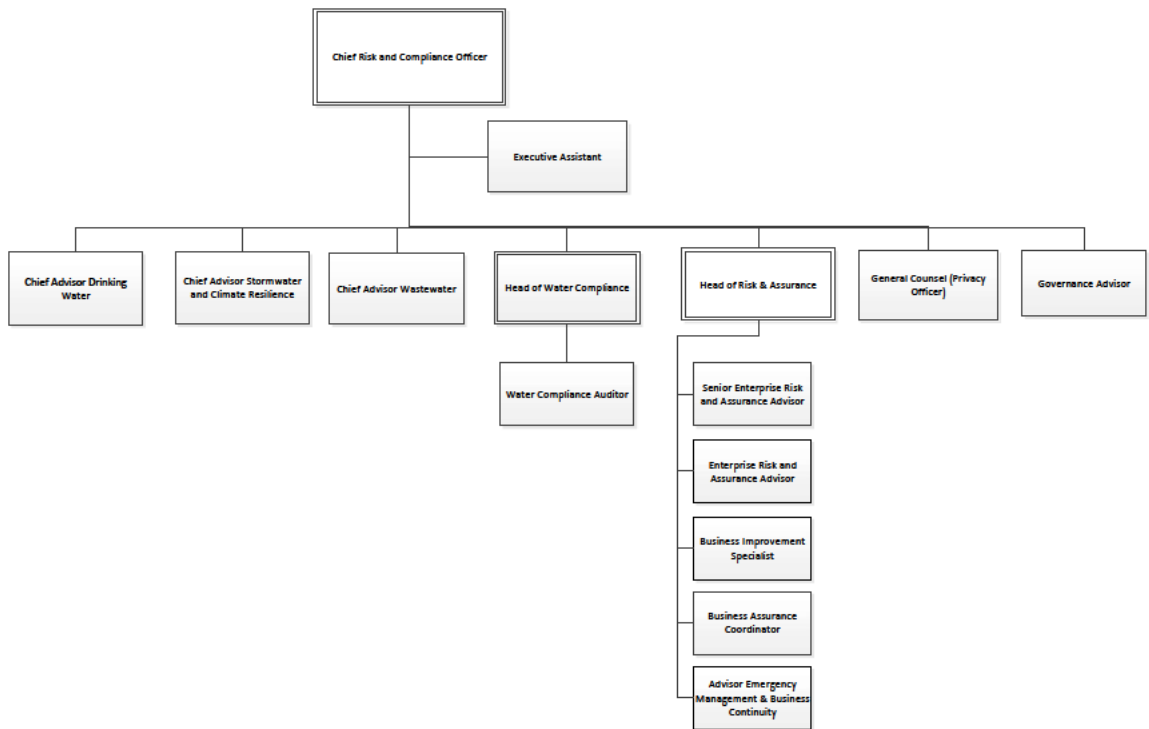 Chief Risk and Compliance Officer
Executive Assistant
Chief Advisor Drinking
Water
Chief Advisor Stormwater
and Climate Resilience
Chief Advisor Wastewater
Head of Water Compliance
Head of Risk & Assurance
General Counsel (Privacy
Officer)
Governance Advisor
Water Compliance Auditor
Senior Enterprise Risk
and Assurance Advisor
Enterprise Risk and
Assurance Advisor
Business Improvement
Specialist
Business Assurance
Coordinator
Advisor Emergency
Management & Business
Continuity